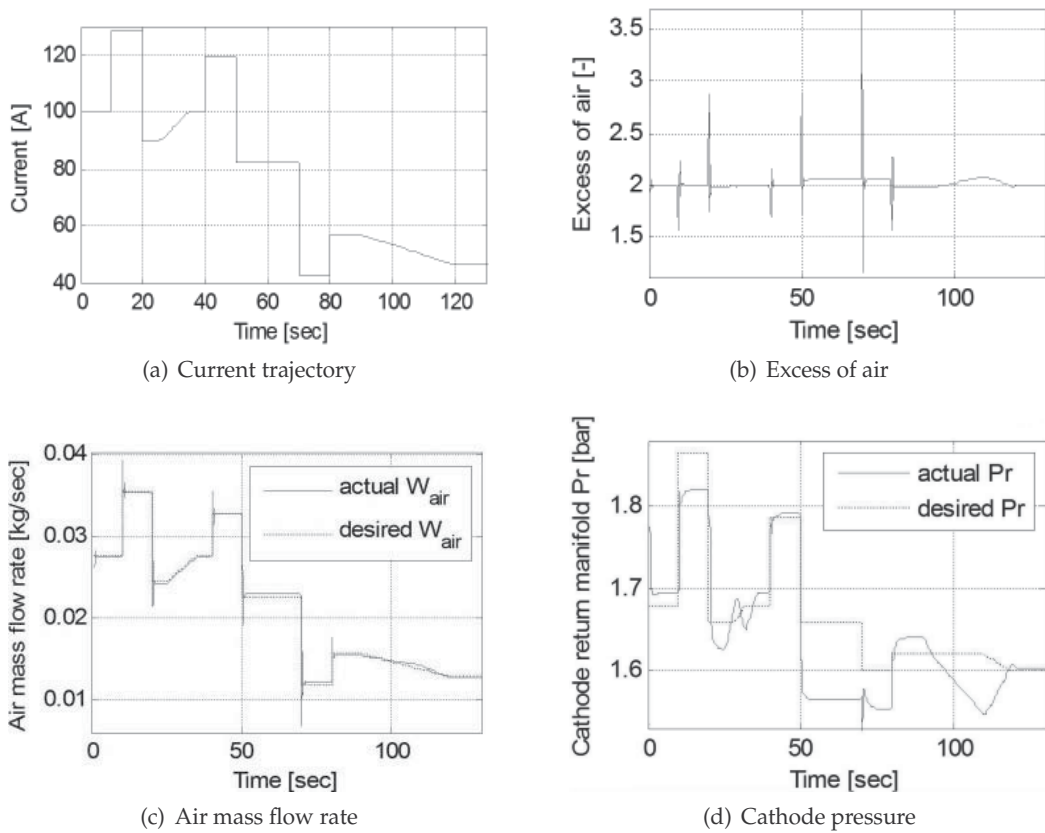 120
100
80
60
40
Current [A]
0
20
40
60
80
100
120
Time [sec]
(a) Current trajectory
3.5
3
2.5
2
1.5
Excess of air [-]
0
50
100
Time [sec]
(b) Excess of air
0.04
0.03
0.02
0.01
Air mass flow rate [kg/sec]
actual Wair
desired Wair
0
50
100
Time [sec]
(c) Air mass flow rate
1.8
1.7
1.6
Cathode return manifold Pr [bar]
actual Pr
desired Pr
0
50
100
Time [sec]
(d) Cathode pressure